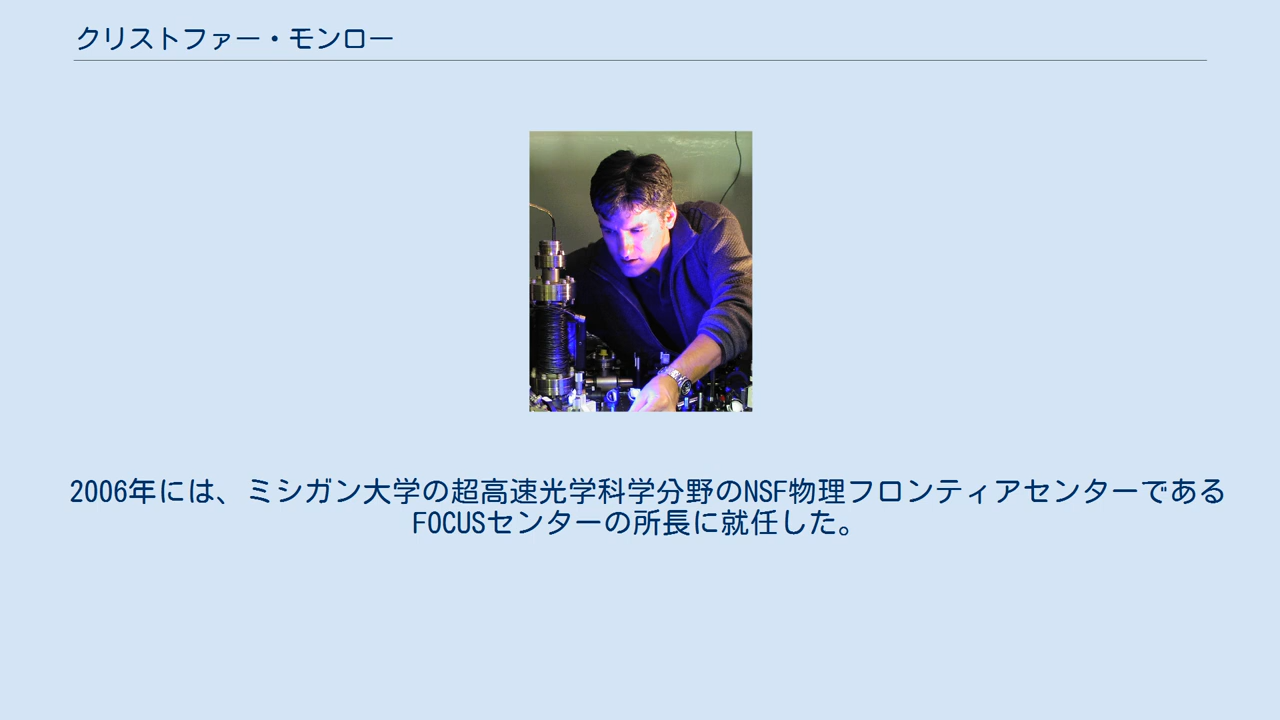 クリストファー・モンロー
2006年には、ミシガン大学の超高速光学科学分野のNSF物理フロンティアセンターである
FOCUSセンターの所長に就任した。